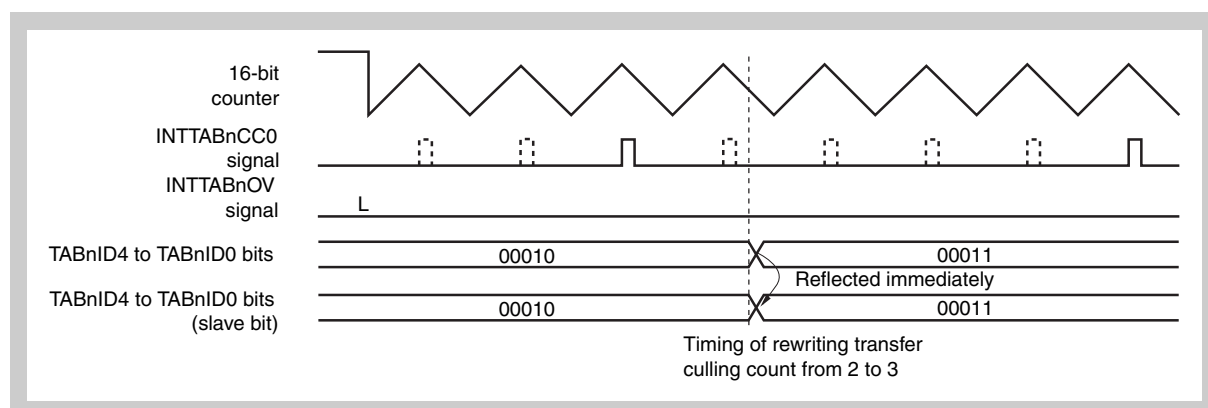 16-bit
counter
INTTABnCC0
signal
INTTABnOV
signal
L
TABnID4 to TABnID0 bits
00010
00011
Reflected immediately
TABnID4 to TABnID0 bits
(slave bit)
00010
00011
Timing of rewriting transfer
culling count from 2 to 3